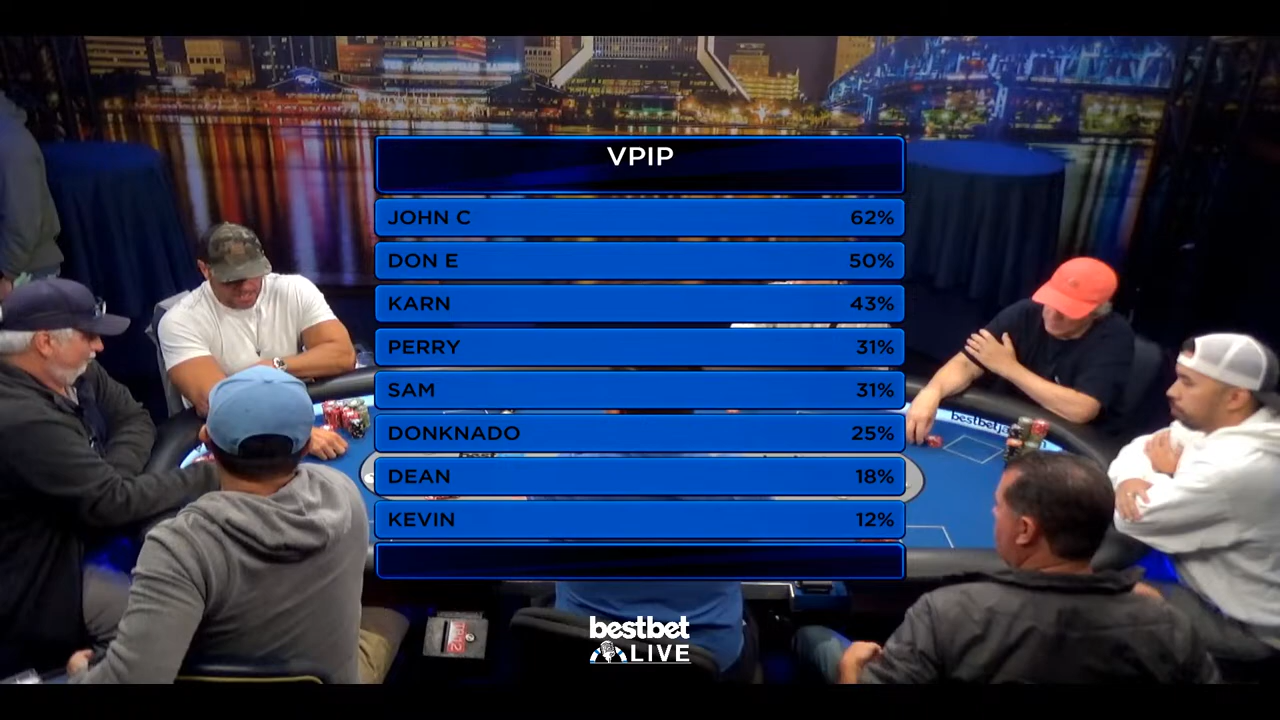 VPIP
JOHN C 62%
DON E 50%
KARN 43%
PERRY 31%
SAM 31%
DONKNADO 25%
DEAN 18%
KEVIN 12%
bestbet
LIVE